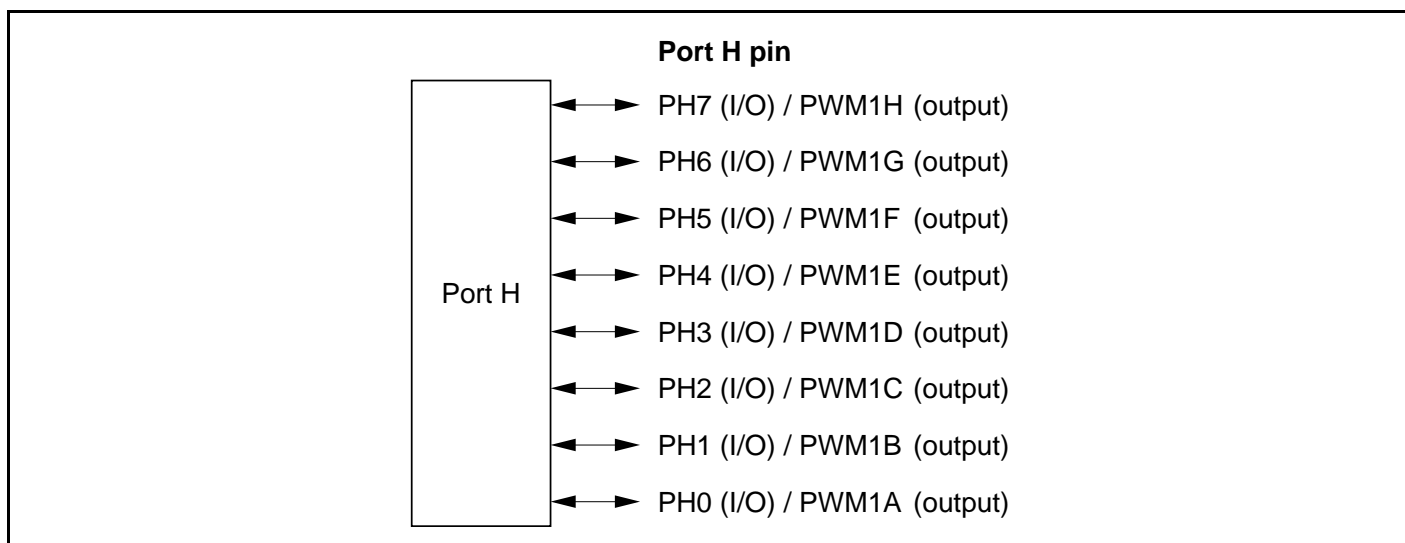 Port H pin
PH7 (I/O) / PWM1H (output)
PH6 (I/O) / PWM1G (output)
PH5 (I/O) / PWM1F (output)
PH4 (I/O) / PWM1E (output)
Port H
PH3 (I/O) / PWM1D (output)
PH2 (I/O) / PWM1C (output)
PH1 (I/O) / PWM1B (output)
PH0 (I/O) / PWM1A (output)